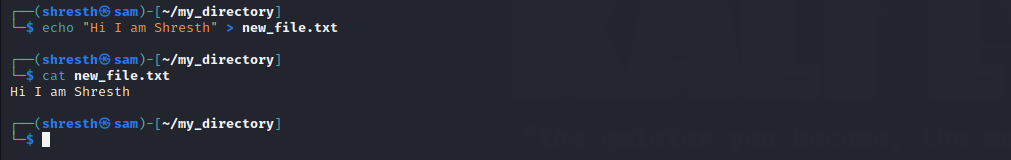 ┌──(shresth㉿sam)-[~/my_directory]
└─$ echo "Hi I am Shresth" > new_file.txt
┌──(shresth㉿sam)-[~/my_directory]
└─$ cat new_file.txt
Hi I am Shresth
┌──(shresth㉿sam)-[~/my_directory]
└─$